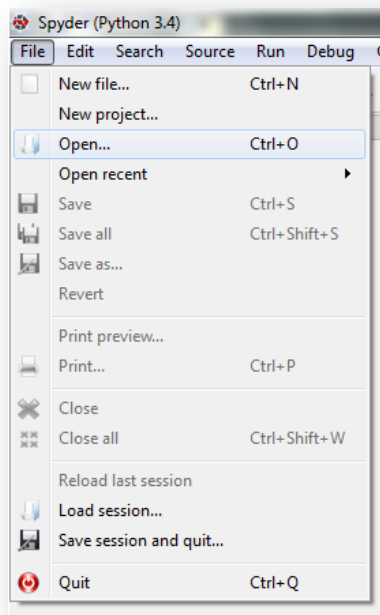 Spyder (Python 3.4)
File Edit Search Source Run Debug
New file... Ctrl+N
New project...
Open... Ctrl+O
Open recent
Save Ctrl+S
Save all Ctrl+Shift+S
Save as...
Revert
Print preview...
Print... Ctrl+P
Close
Close all Ctrl+Shift+W
Reload last session
Load session...
Save session and quit...
Quit Ctrl+Q